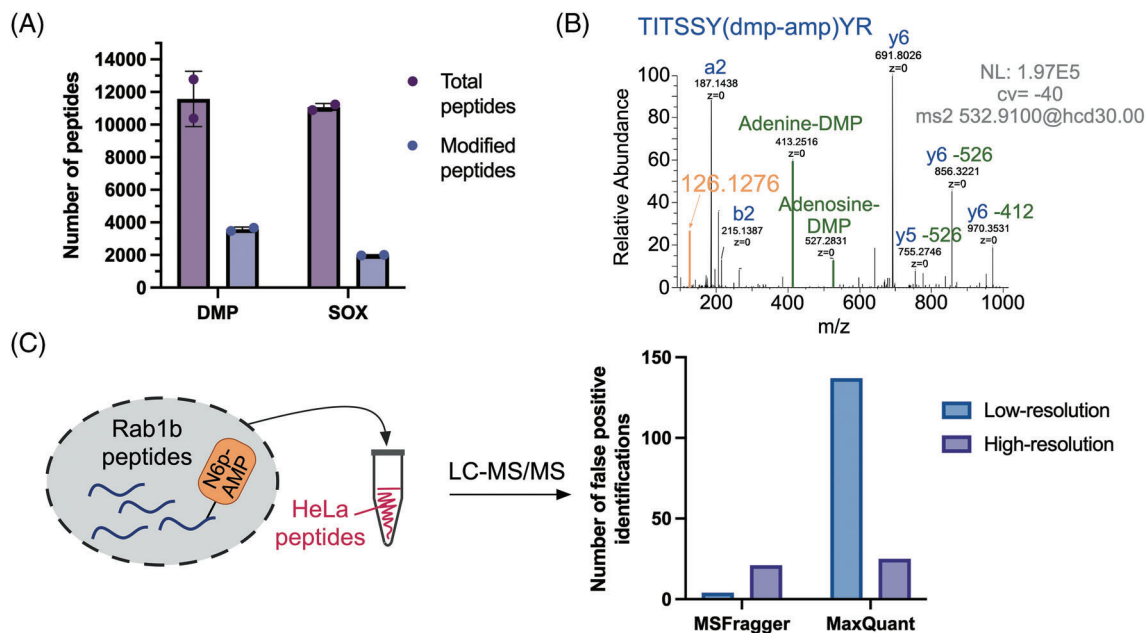 (A)
Number of peptides
14000
12000
10000
8000
6000
4000
2000
0
DMP
SOX
Total
peptides
Modified
peptides
(B)
TITSSY(dmp-amp)YR
Relative Abundance
100
80
60
40
20
0
a2
187.1438
z=0
y6
691.8026
z=0
NL: 1.97E5
cv= -40
ms2 532.9100@hcd30.00
Adenine-DMP
413.2516
z=0
126.1276
b2
215.1387
z=0
Adenosine-
DMP
527.2831
z=0
y6 -526
856.3221
z=0
y5 -526
755.2746
z=0
y6 -412
970.3531
z=0
200
400
600
800
1000
m/z
(C)
Rab1b
peptides
N6p-
AMP
HeLa
peptides
LC-MS/MS
Number of false positive
identifications
150
100
50
0
MSFragger
MaxQuant
Low-resolution
High-resolution